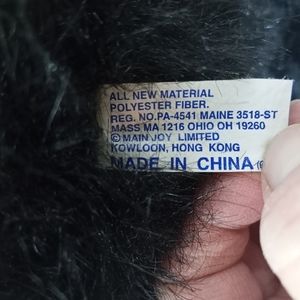 ALL NEW MATERIAL
POLYESTER FIBER.
REG. NO.PA-4541 MAINE 3518-ST
MASS MA 1216 OHIO OH 19260
© MAIN JOY LIMITED
KOWLOON, HONG KONG
MADE IN CHINA